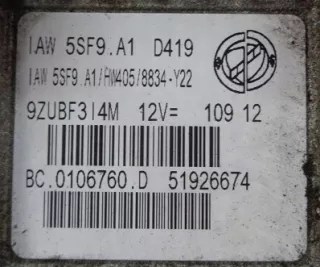 IAW 5SF9.A1 D419
IAW 5SF9.A1/HW405/8834-Y22
9ZUBF3I4M 12V= 109 12
BC.0106760.D 51926674